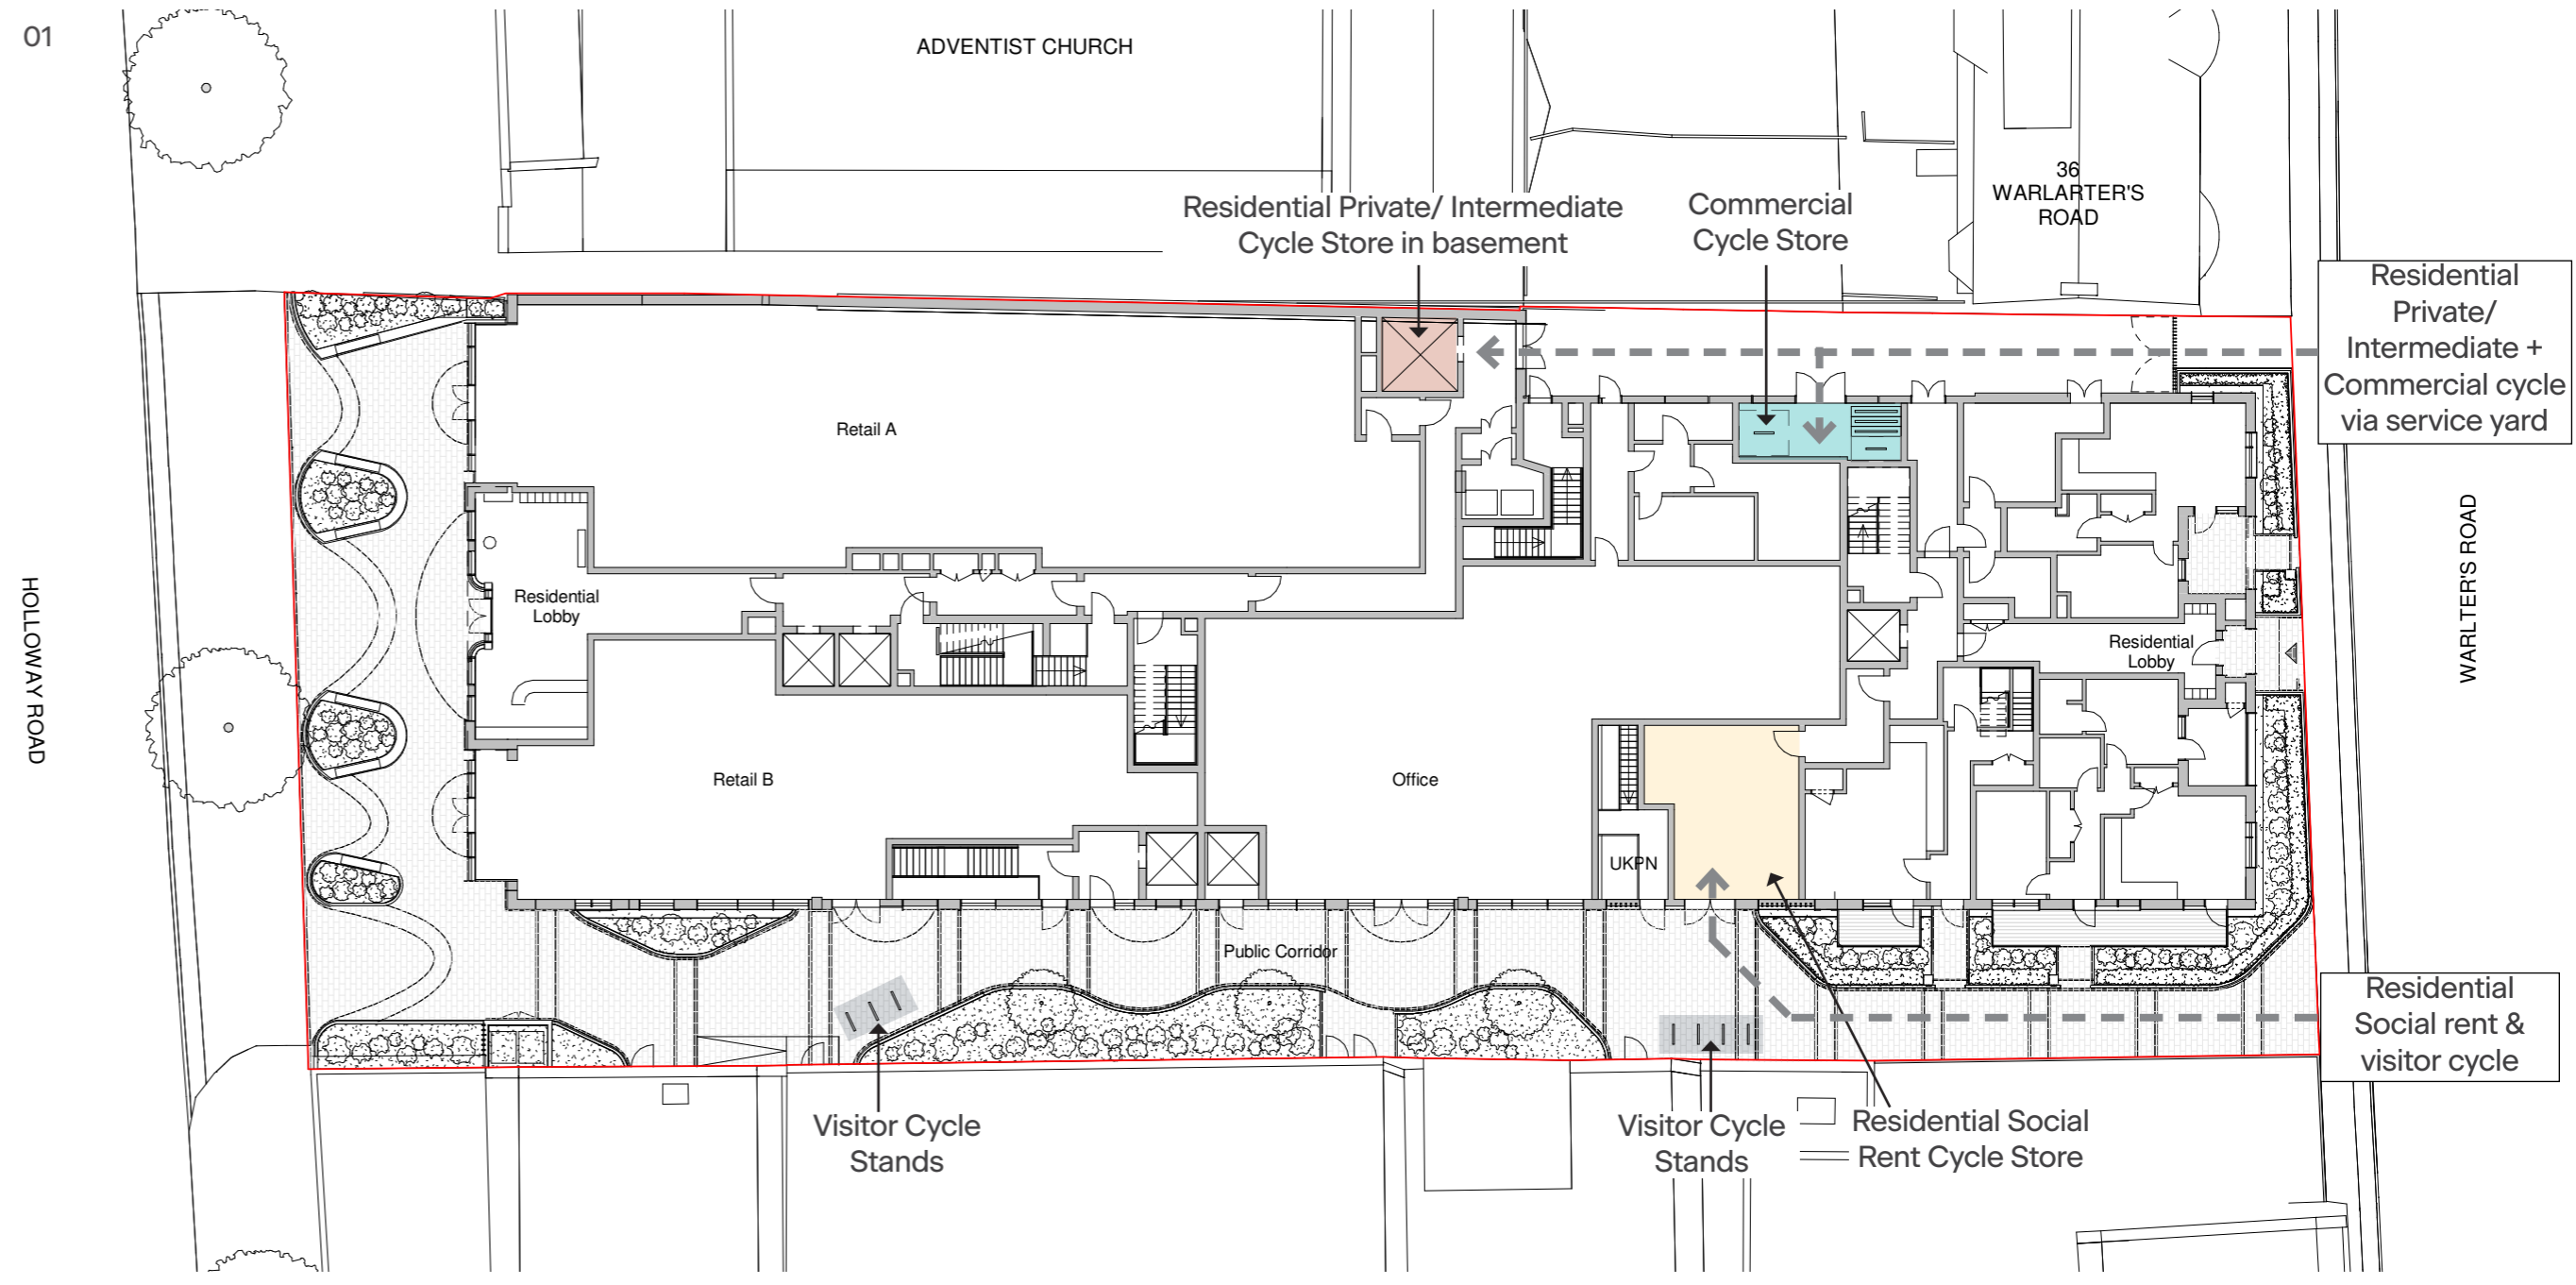 01
ADVENTIST CHURCH
36
WARLARTER'S
ROAD
Residential Private/ Intermediate
Cycle Store in basement
Commercial
Cycle Store
Residential
Private/
Intermediate +
Commercial cycle
via service yard
Retail A
Residential
Lobby
HOLLOWAY ROAD
WARLTER'S ROAD
Residential
Lobby
Retail B
Office
UKPN
Public Corridor
Residential
Social rent &
visitor cycle
Visitor Cycle
Stands
Visitor Cycle
Stands
Residential Social
Rent Cycle Store